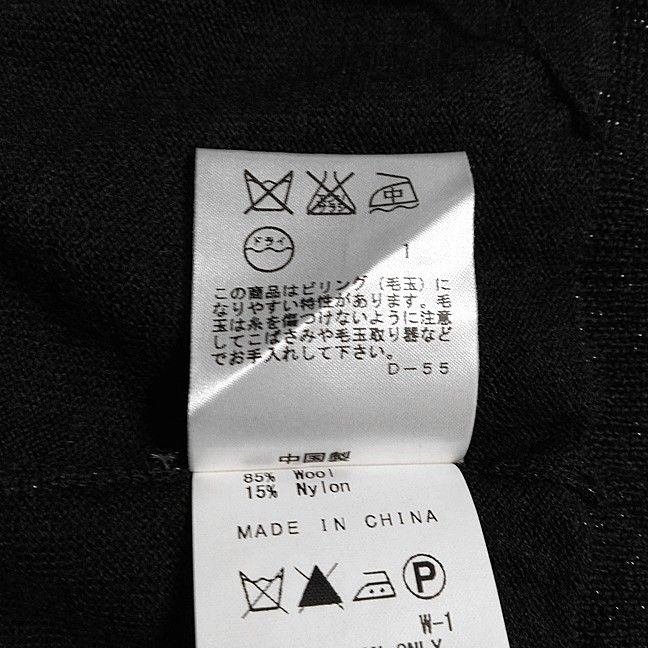 中
ドライ
1
この商品はピリング（毛玉）に
なりやすい特性があります。毛
玉は糸を傷つけないように注意
してこばさみや毛玉取り器など
でお手入れして下さい。
D-55
中国製
85% Wool
15% Nylon
MADE IN CHINA
P
W-1
ONLY